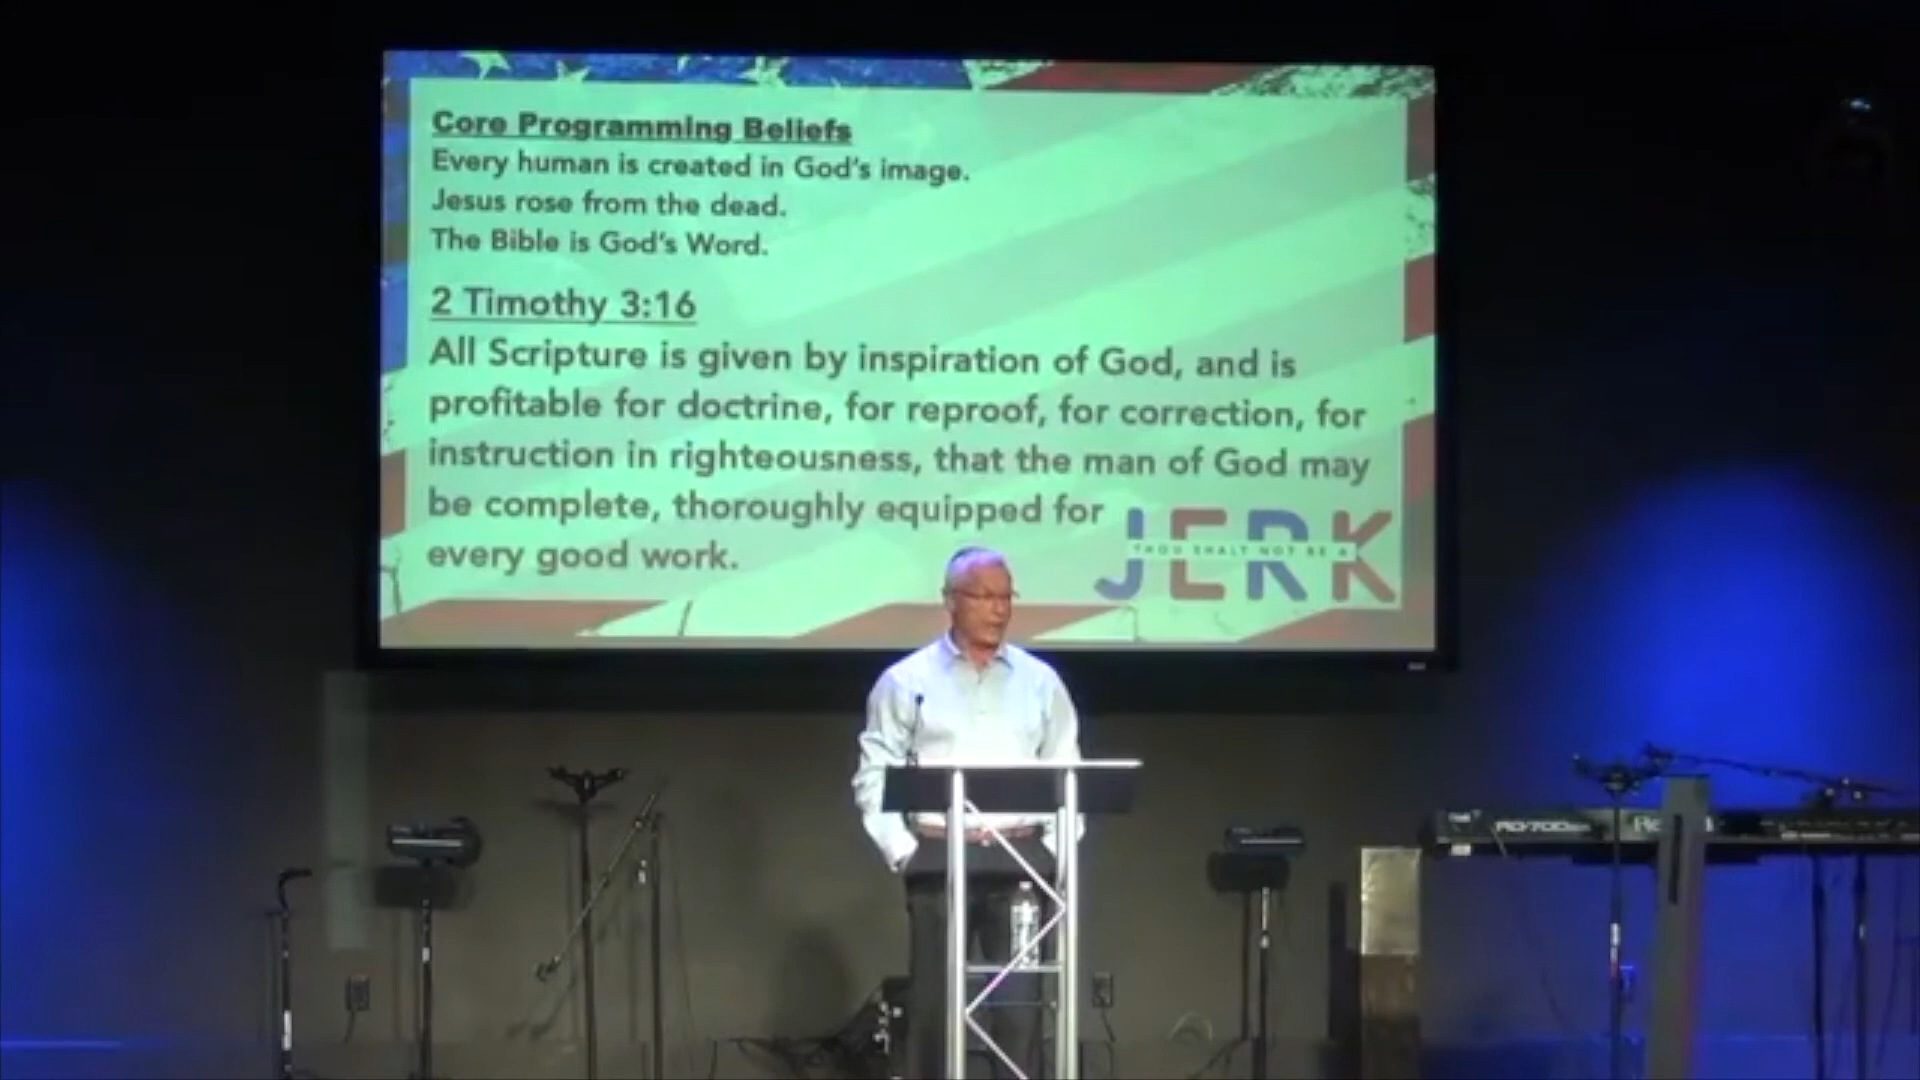 Core Programming Beliefs
Every human is created in God's image.
Jesus rose from the dead.
The Bible is God's Word.
2 Timothy 3:16
All Scripture is given by inspiration of God, and is
profitable for doctrine, for reproof, for correction, for
instruction in righteousness, that the man of God may
be complete, thoroughly equipped for
every good work.
JERK
THOU SHALT NOT BE A
RD-700